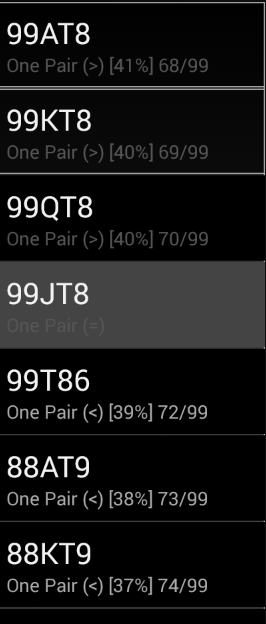 99AT8
One Pair (>) [41%] 68/99
99KT8
One Pair (>) [40%] 69/99
99QT8
One Pair (>) [40%] 70/99
99JT8
One Pair (=)
99T86
One Pair (<) [39%] 72/99
88AT9
One Pair (<) [38%] 73/99
88KT9
One Pair (<) [37%] 74/99